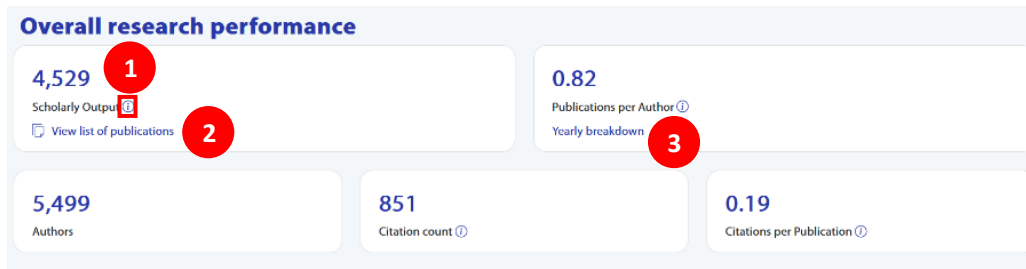 Overall research performance
1
4,529
Scholarly Output i
View list of publications
2
0.82
Publications per Author i
Yearly breakdown
3
5,499
Authors
851
Citation count i
0.19
Citations per Publication i